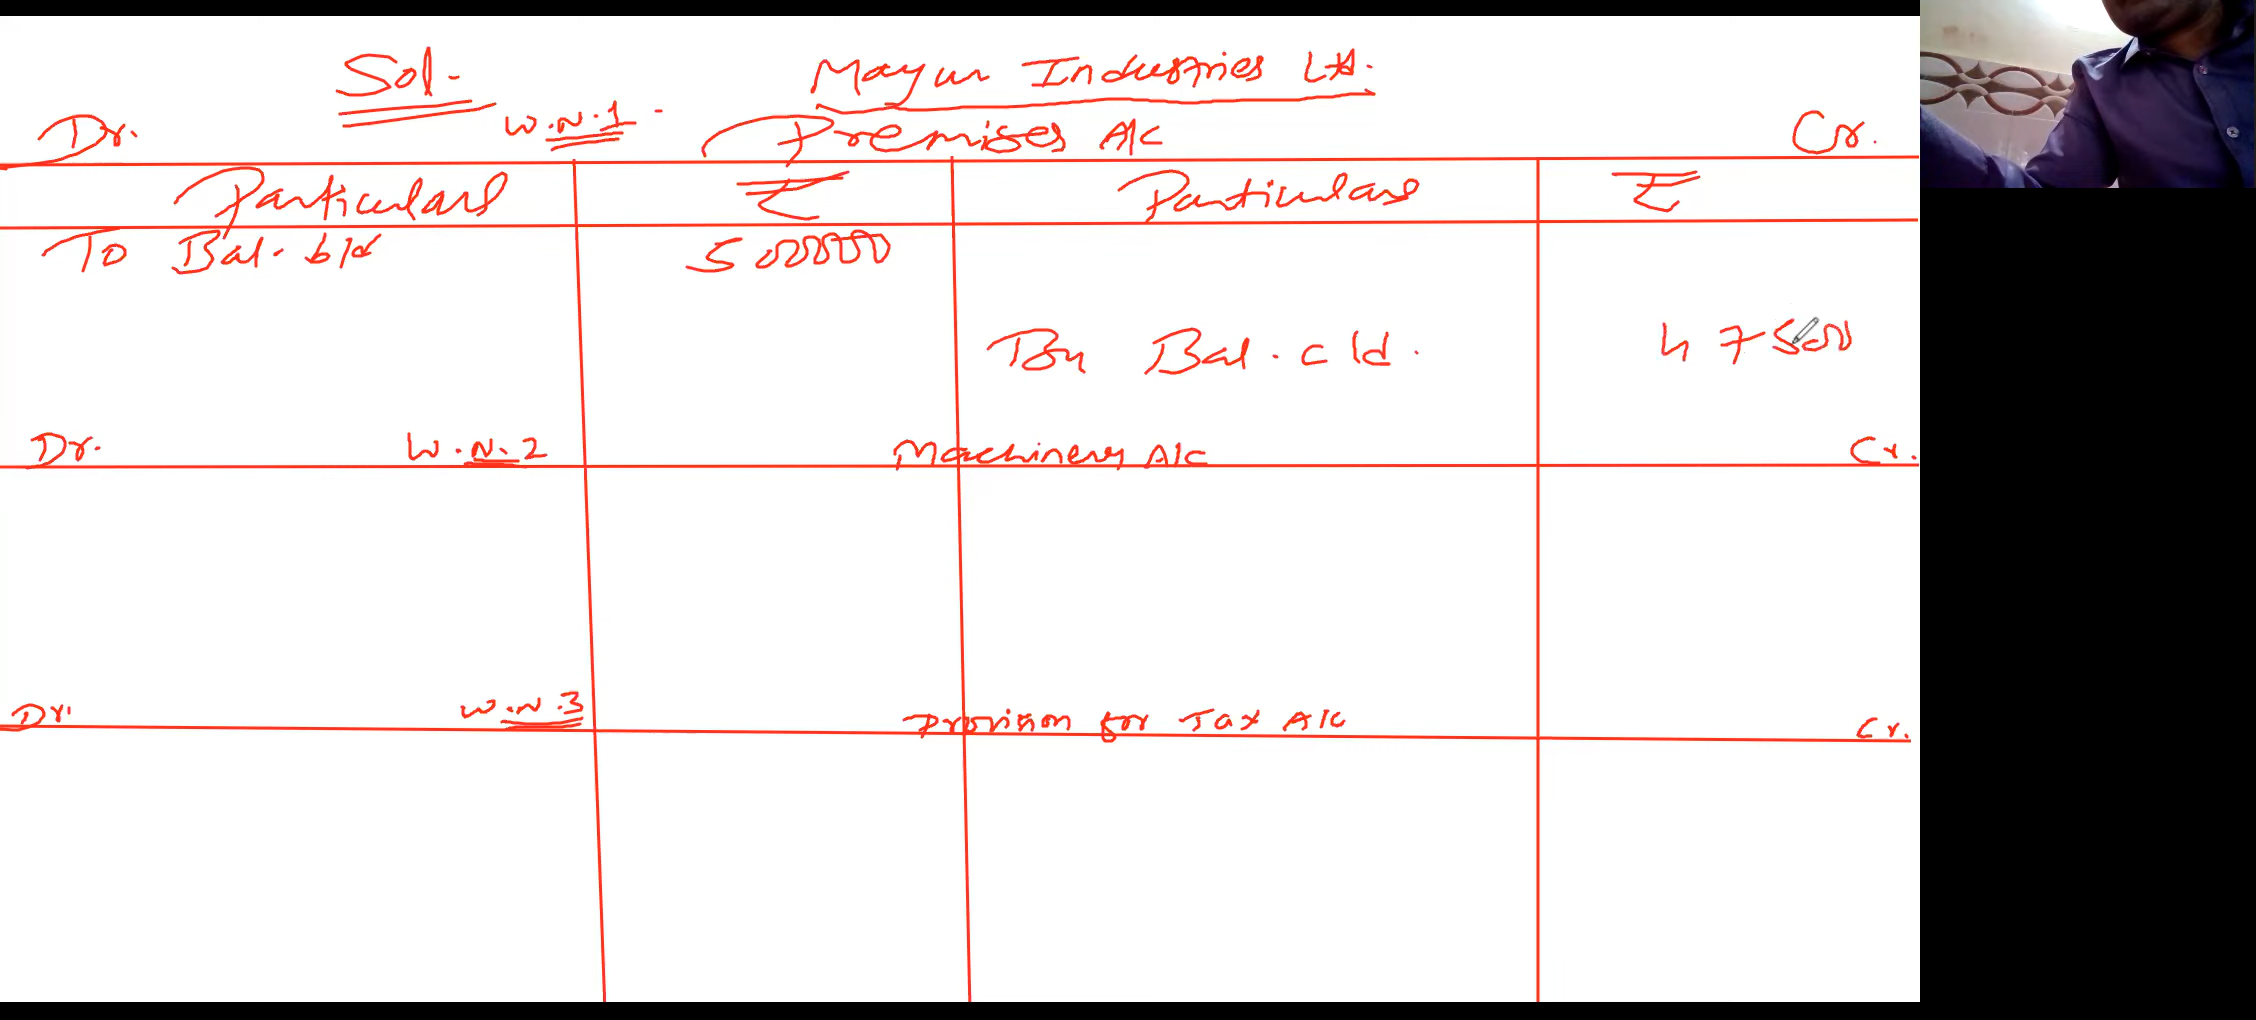 Sol. Mayur Industries Ltd.
Dr. W.N.1. Premises A/c Cr.
Particulars ₹ Particulars ₹
To Bal. b/d 5000000
By Bal. c/d.
Dr. W.N.2 Machinery A/c Cr.
Dr. W.N.3 Provision for Tax A/c Cr.